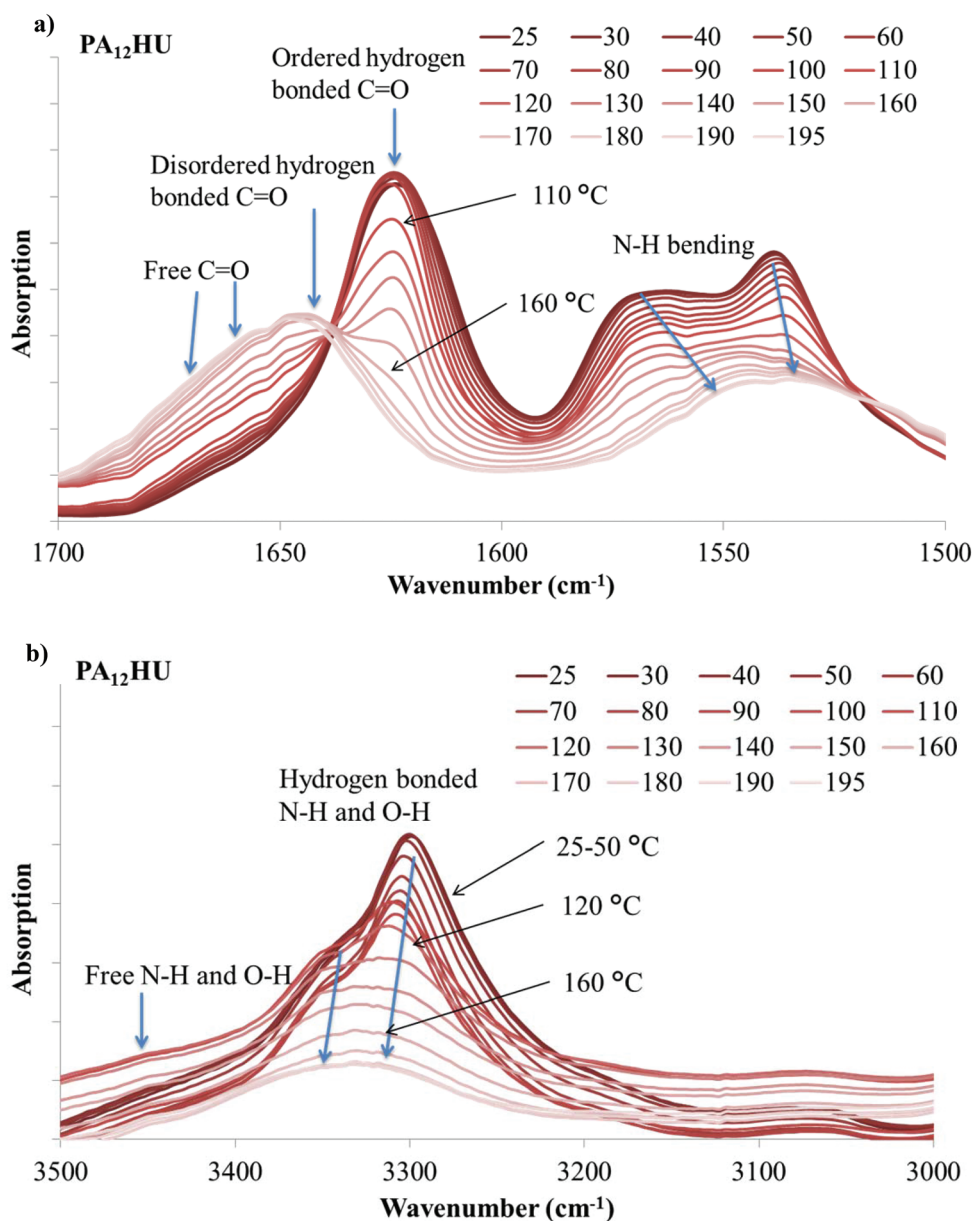 a)
PA₁₂HU
Ordered hydrogen
bonded C=O
25 30 40 50 60
70 80 90 100 110
120 130 140 150 160
170 180 190 195
Disordered hydrogen
bonded C=O
110 °C
N-H bending
Free C=O
160 °C
Absorption
1700 1650 1600 1550 1500
Wavenumber (cm⁻¹)
b)
PA₁₂HU
25 30 40 50 60
70 80 90 100 110
120 130 140 150 160
170 180 190 195
Hydrogen bonded
N-H and O-H
25-50 °C
120 °C
Free N-H and O-H
160 °C
Absorption
3500 3400 3300 3200 3100 3000
Wavenumber (cm⁻¹)